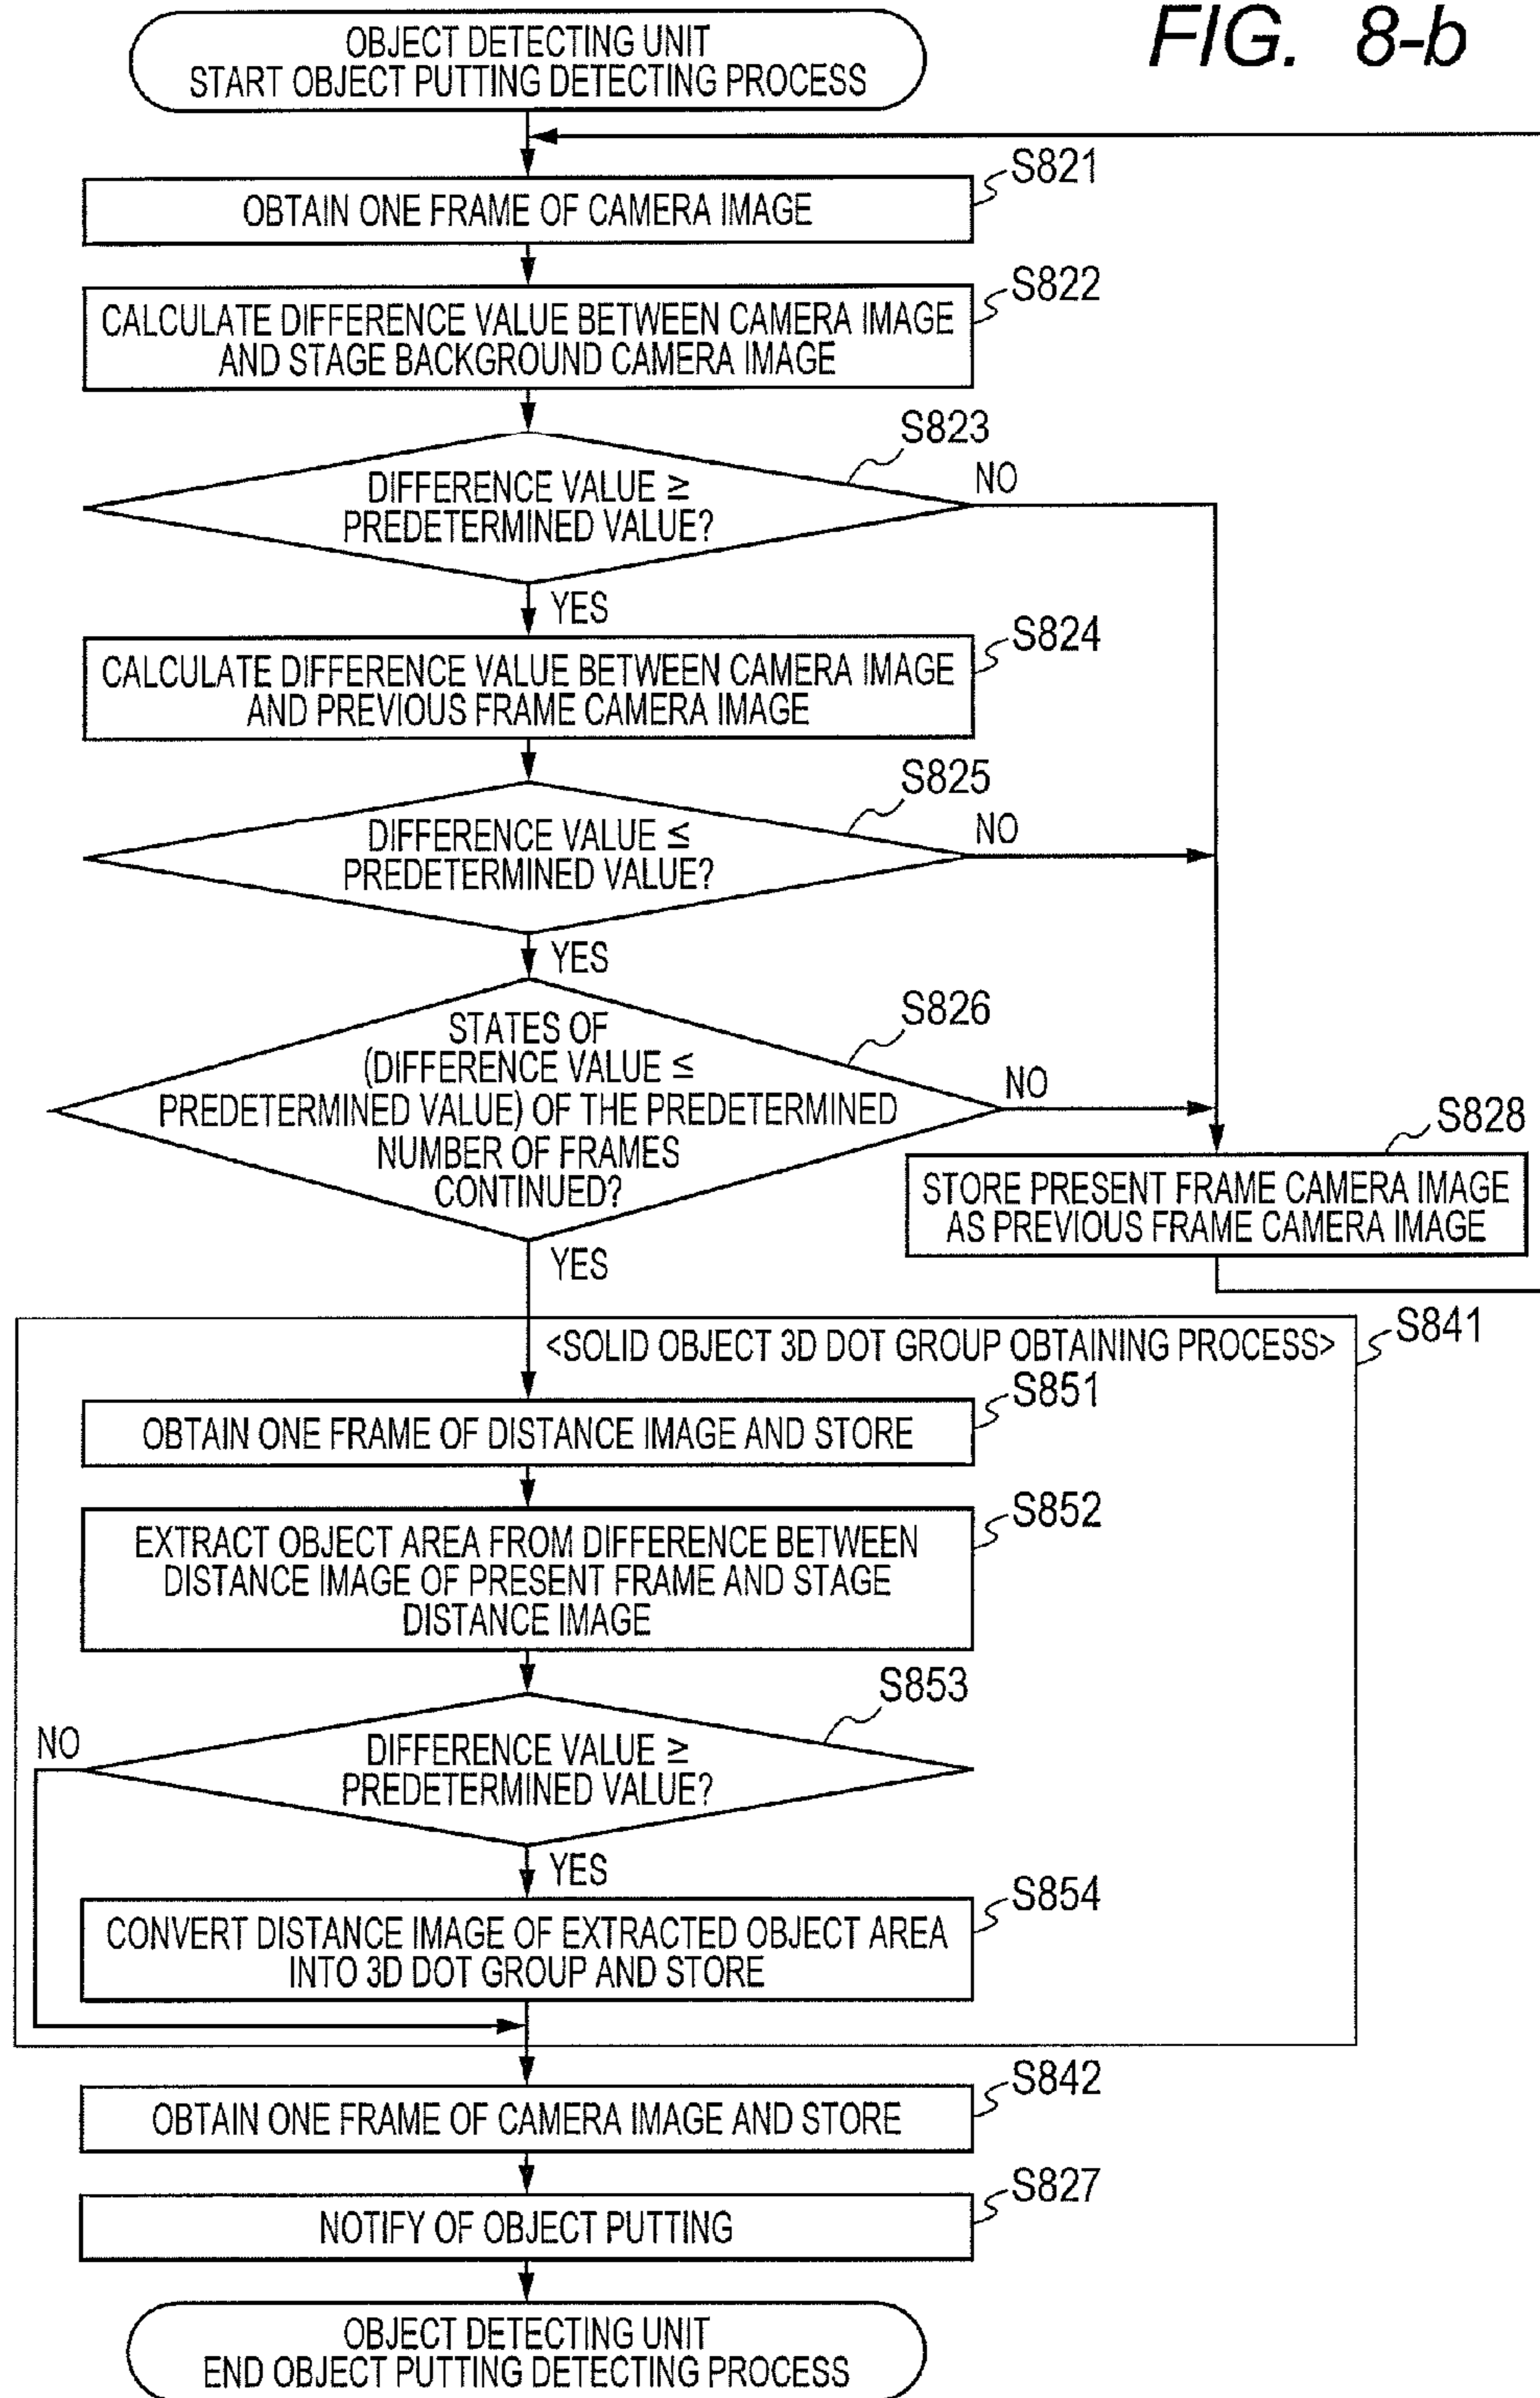 FIG. 8-b
OBJECT DETECTING UNIT
START OBJECT PUTTING DETECTING PROCESS
S821
OBTAIN ONE FRAME OF CAMERA IMAGE
S822
CALCULATE DIFFERENCE VALUE BETWEEN CAMERA IMAGE
AND STAGE BACKGROUND CAMERA IMAGE
S823
DIFFERENCE VALUE ≥
PREDETERMINED VALUE?
NO
YES
S824
CALCULATE DIFFERENCE VALUE BETWEEN CAMERA IMAGE
AND PREVIOUS FRAME CAMERA IMAGE
S825
DIFFERENCE VALUE ≤
PREDETERMINED VALUE?
NO
YES
S826
STATES OF
(DIFFERENCE VALUE ≤
PREDETERMINED VALUE) OF THE PREDETERMINED
NUMBER OF FRAMES
CONTINUED?
NO
YES
S828
STORE PRESENT FRAME CAMERA IMAGE
AS PREVIOUS FRAME CAMERA IMAGE
S841
<SOLID OBJECT 3D DOT GROUP OBTAINING PROCESS>
S851
OBTAIN ONE FRAME OF DISTANCE IMAGE AND STORE
S852
EXTRACT OBJECT AREA FROM DIFFERENCE BETWEEN
DISTANCE IMAGE OF PRESENT FRAME AND STAGE
DISTANCE IMAGE
S853
NO
DIFFERENCE VALUE ≥
PREDETERMINED VALUE?
YES
S854
CONVERT DISTANCE IMAGE OF EXTRACTED OBJECT AREA
INTO 3D DOT GROUP AND STORE
S842
OBTAIN ONE FRAME OF CAMERA IMAGE AND STORE
S827
NOTIFY OF OBJECT PUTTING
OBJECT DETECTING UNIT
END OBJECT PUTTING DETECTING PROCESS